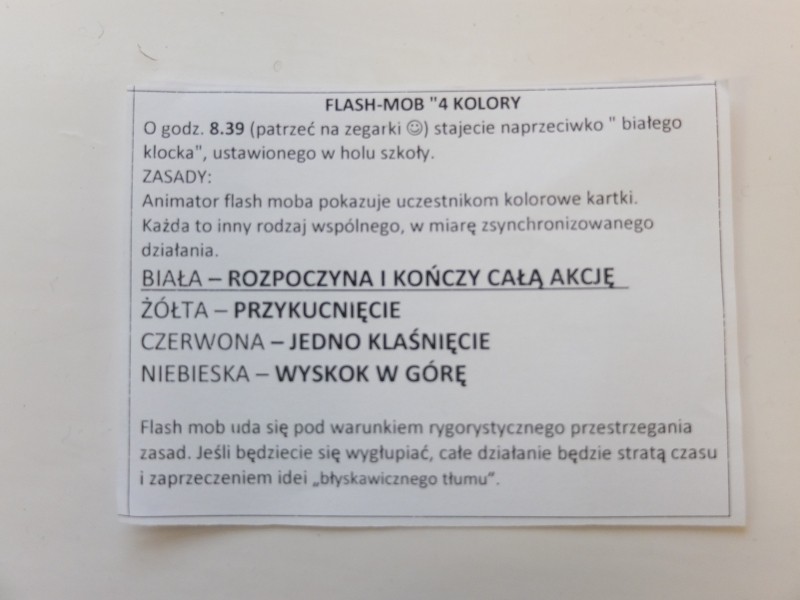 FLASH-MOB "4 KOLORY
O godz. 8.39 (patrzeć na zegarki ☺) stajecie naprzeciwko " białego
klocka", ustawionego w holu szkoły.
ZASADY:
Animator flash moba pokazuje uczestnikom kolorowe kartki.
Każda to inny rodzaj wspólnego, w miarę zsynchronizowanego
działania.
BIAŁA – ROZPOCZYNA I KOŃCZY CAŁĄ AKCJĘ
ŻÓŁTA – PRZYKUCNIĘCIE
CZERWONA – JEDNO KLAŚNIĘCIE
NIEBIESKA – WYSKOK W GÓRĘ
Flash mob uda się pod warunkiem rygorystycznego przestrzegania
zasad. Jeśli będziecie się wygłupiać, całe działanie będzie stratą czasu
i zaprzeczeniem idei „błyskawicznego tłumu”.